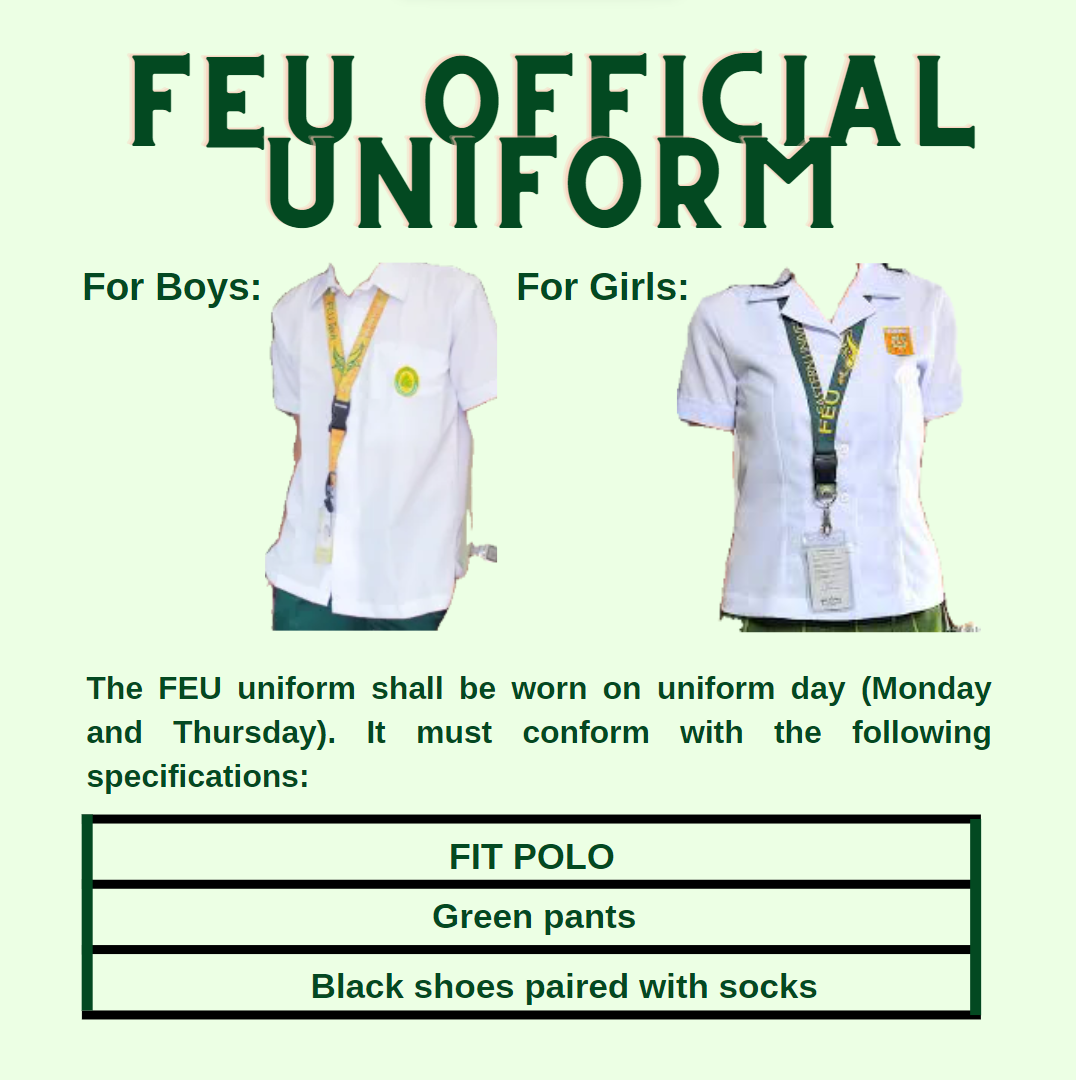 FEU OFFICIAL
UNIFORM
For Boys:
For Girls:
FEU
The FEU uniform shall be worn on uniform day (Monday
and Thursday). It must conform with the following
specifications:
FIT POLO
Green pants
Black shoes paired with socks